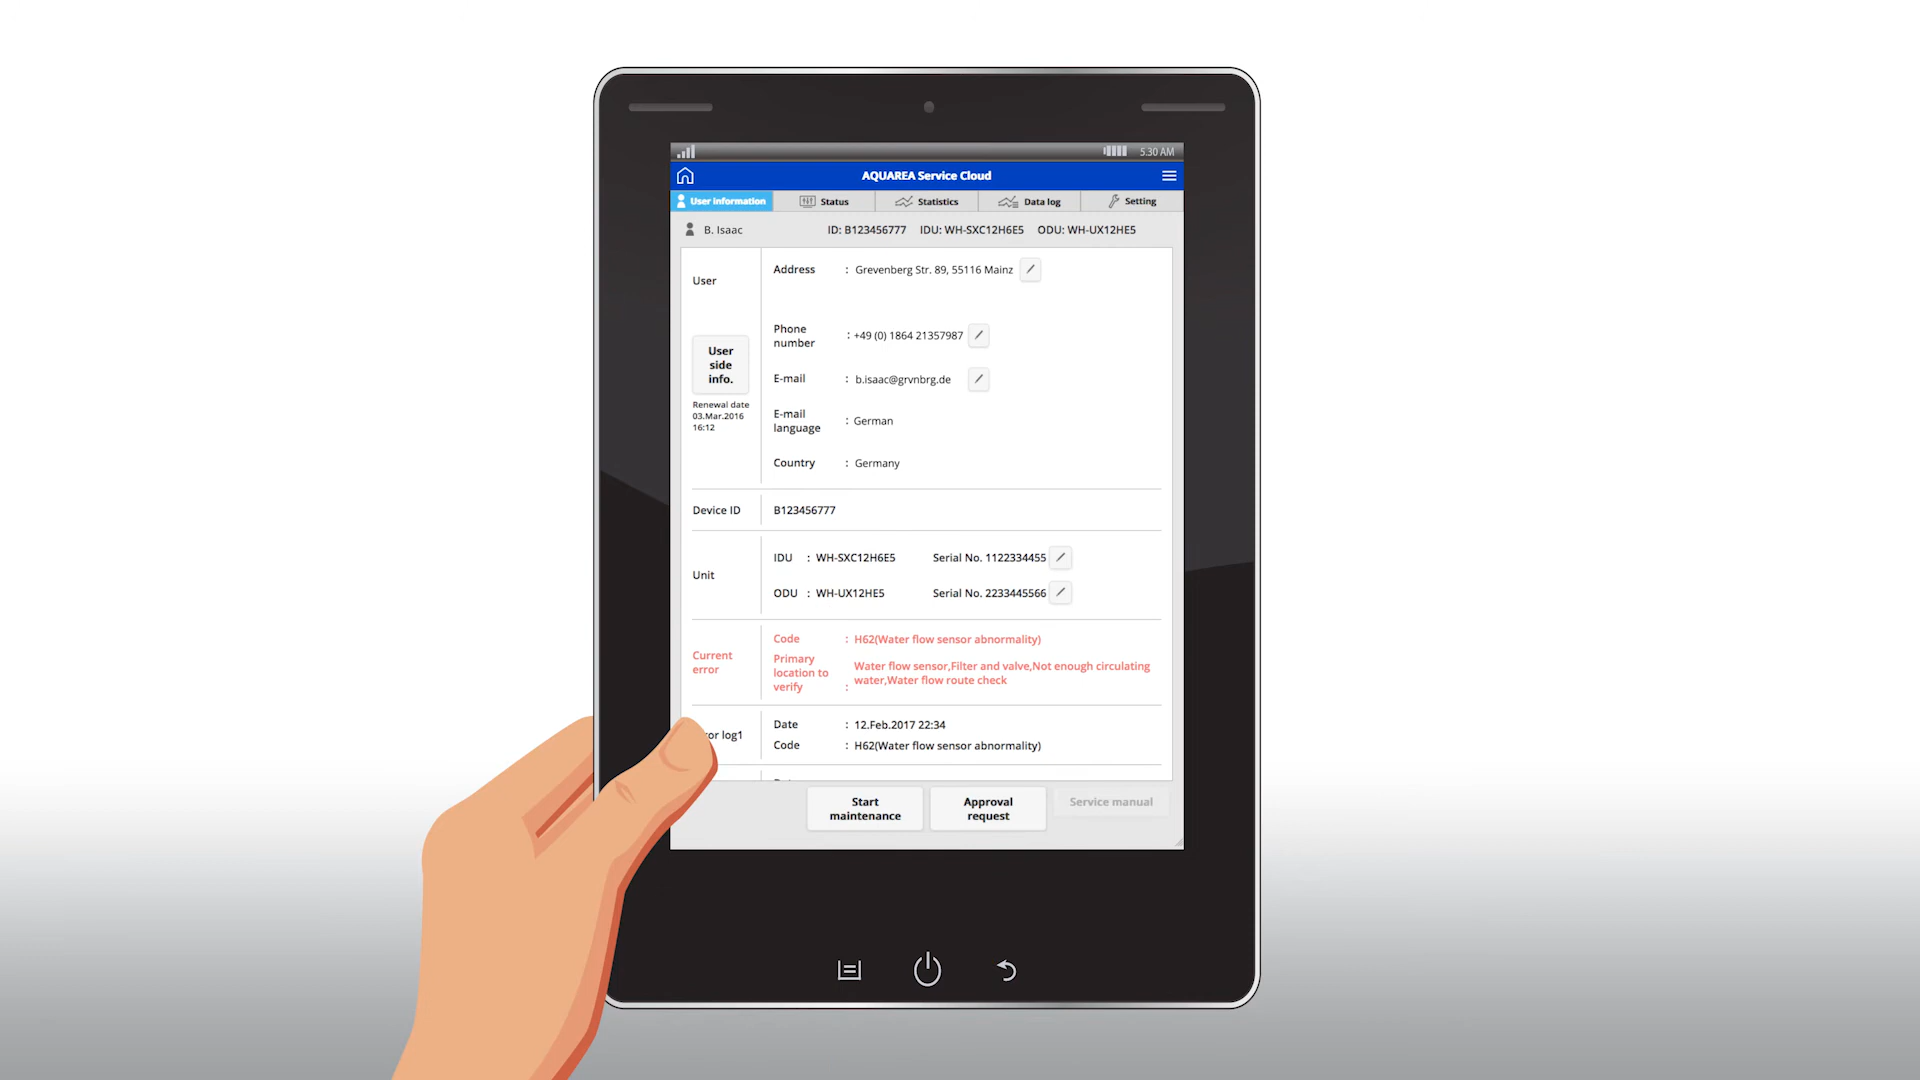 5.30 AM
AQUAREA Service Cloud
User information Status Statistics Data log Setting
B. Isaac ID: B123456777 IDU: WH-SXC12H6E5 ODU: WH-UX12HE5
User
Address : Grevenberg Str. 89, 55116 Mainz
Phone
number : +49 (0) 1864 21357987
User
side
info.
Renewal date
03.Mar.2016
16:12
E-mail : b.isaac@grvnbrg.de
E-mail
language : German
Country : Germany
Device ID B123456777
Unit
IDU : WH-SXC12H6E5 Serial No. 1122334455
ODU : WH-UX12HE5 Serial No. 2233445566
Current
error
Code : H62(Water flow sensor abnormality)
Primary
location to
verify :
Water flow sensor,Filter and valve,Not enough circulating
water,Water flow route check
log1
Date : 12.Feb.2017 22:34
Code : H62(Water flow sensor abnormality)
Start
maintenance
Approval
request
Service manual